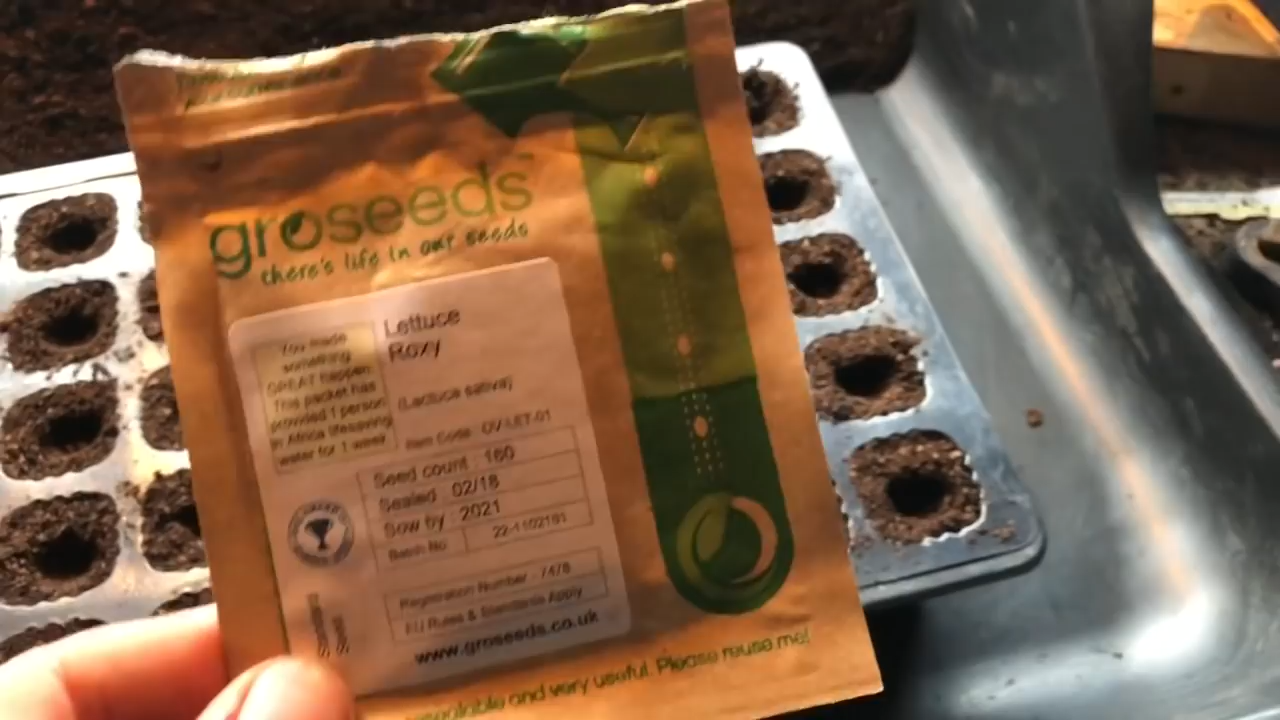 groseeds
there's life in our seeds
You made
something
GREAT happen.
This packet has
provided 1 person
in Africa lifesaving
water for 1 week
Lettuce
Roxy
(Lactuca sativa)
Item Code : OV-LET-01
Seed count : 160
Sealed 02/18
Sow by 2021
Batch No
Registration Number : 7478
EU Rules & Standards Apply
www.groseeds.co.uk
resealable and very useful. Please reuse me!